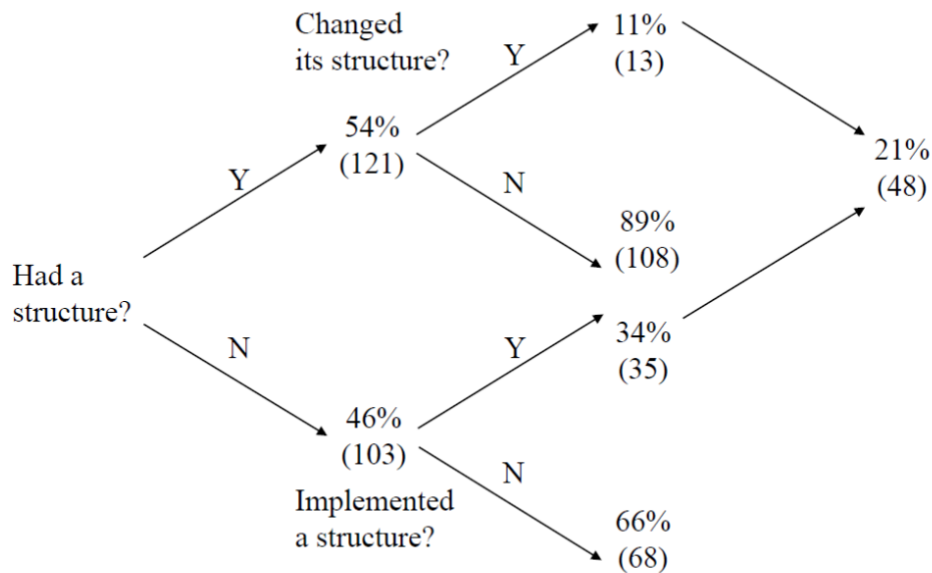 Changed
its structure?
Y
11%
(13)
54%
(121)
21%
(48)
Y
N
89%
(108)
Had a
structure?
N
Y
34%
(35)
46%
(103)
N
Implemented
a structure?
66%
(68)